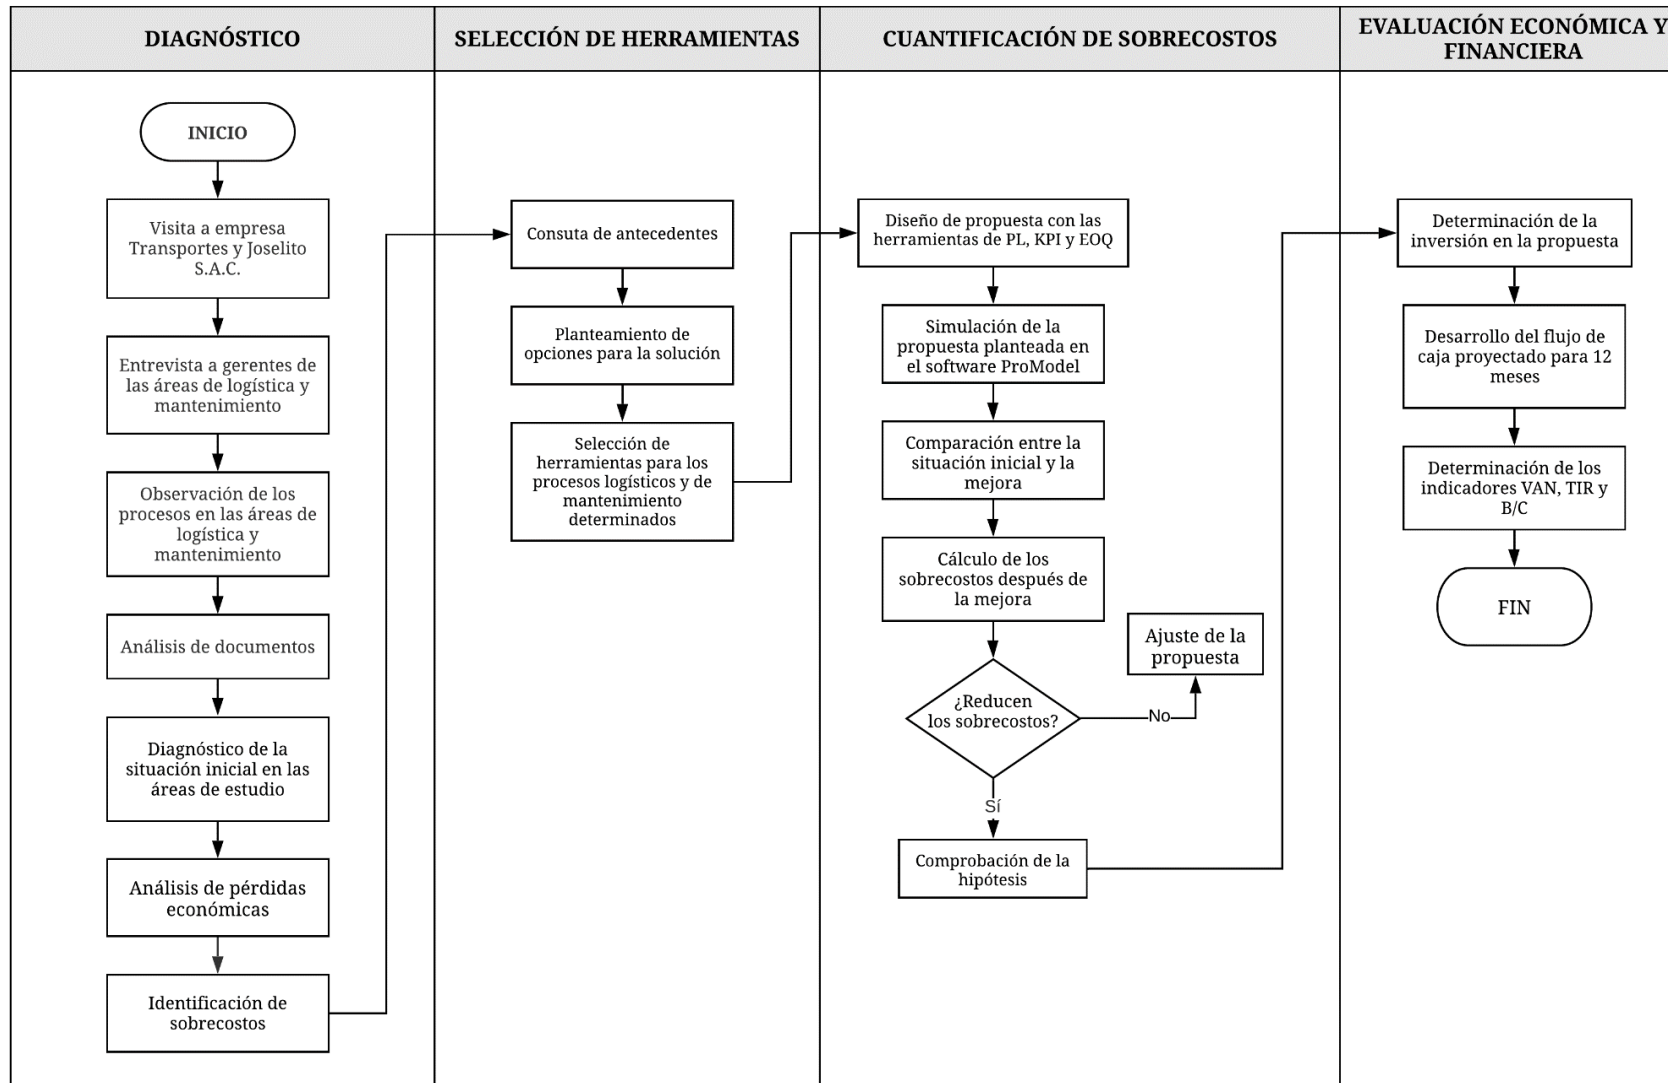 DIAGNÓSTICO
INICIO
Visita a empresa
Transportes y Joselito
S.A.C.
Entrevista a gerentes de
las áreas de logística y
mantenimiento
Observación de los
procesos en las áreas de
logística y
mantenimiento
Análisis de documentos
Diagnóstico de la
situación inicial en las
áreas de estudio
Análisis de pérdidas
económicas
Identificación de
sobrecostos
SELECCIÓN DE HERRAMIENTAS
Consuta de antecedentes
Planteamiento de
opciones para la solución
Selección de
herramientas para los
procesos logísticos y de
mantenimiento
determinados
CUANTIFICACIÓN DE SOBRECOSTOS
Diseño de propuesta con las
herramientas de PL, KPI y EOQ
Simulación de la
propuesta planteada en
el software ProModel
Comparación entre la
situación inicial y la
mejora
Cálculo de los
sobrecostos después de
la mejora
¿Reducen
los sobrecostos?
No
Ajuste de la
propuesta
Sí
Comprobación de la
hipótesis
EVALUACIÓN ECONÓMICA Y
FINANCIERA
Determinación de la
inversión en la propuesta
Desarrollo del flujo de
caja proyectado para 12
meses
Determinación de los
indicadores VAN, TIR y
B/C
FIN